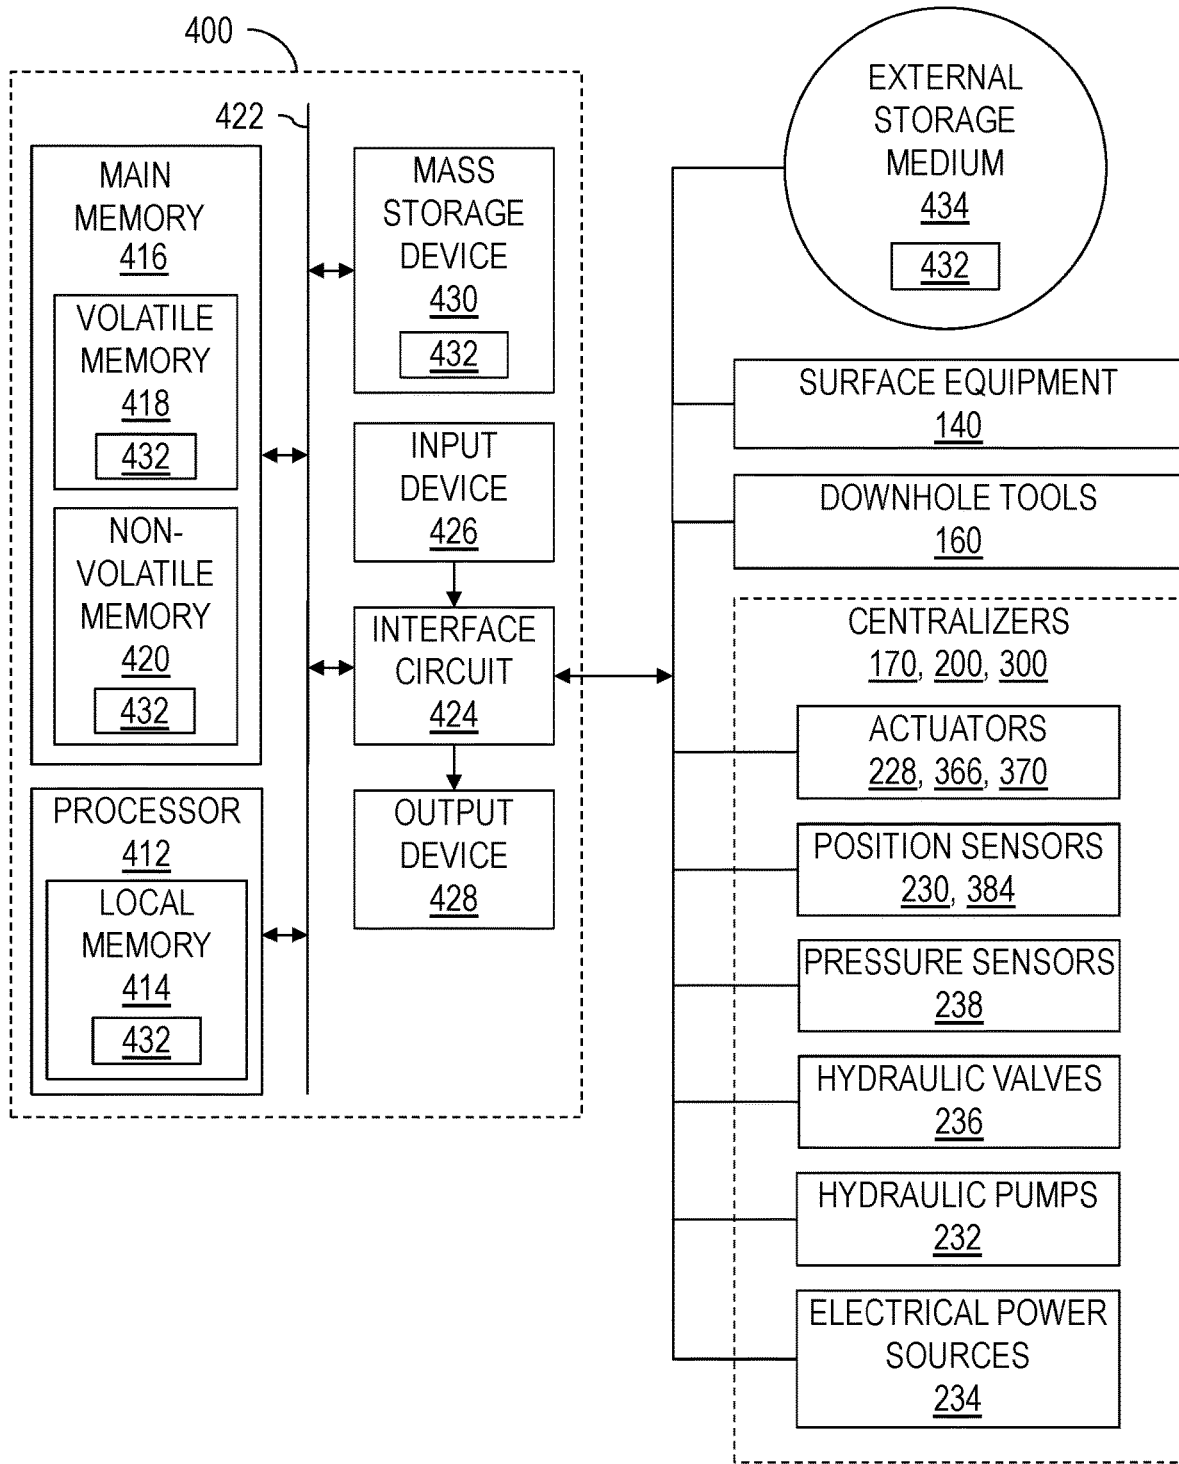 400
422
MAIN
MEMORY
416
VOLATILE
MEMORY
418
432
NON-
VOLATILE
MEMORY
420
432
PROCESSOR
412
LOCAL
MEMORY
414
432
MASS
STORAGE
DEVICE
430
432
INPUT
DEVICE
426
INTERFACE
CIRCUIT
424
OUTPUT
DEVICE
428
EXTERNAL
STORAGE
MEDIUM
434
432
SURFACE EQUIPMENT
140
DOWNHOLE TOOLS
160
CENTRALIZERS
170, 200, 300
ACTUATORS
228, 366, 370
POSITION SENSORS
230, 384
PRESSURE SENSORS
238
HYDRAULIC VALVES
236
HYDRAULIC PUMPS
232
ELECTRICAL POWER
SOURCES
234